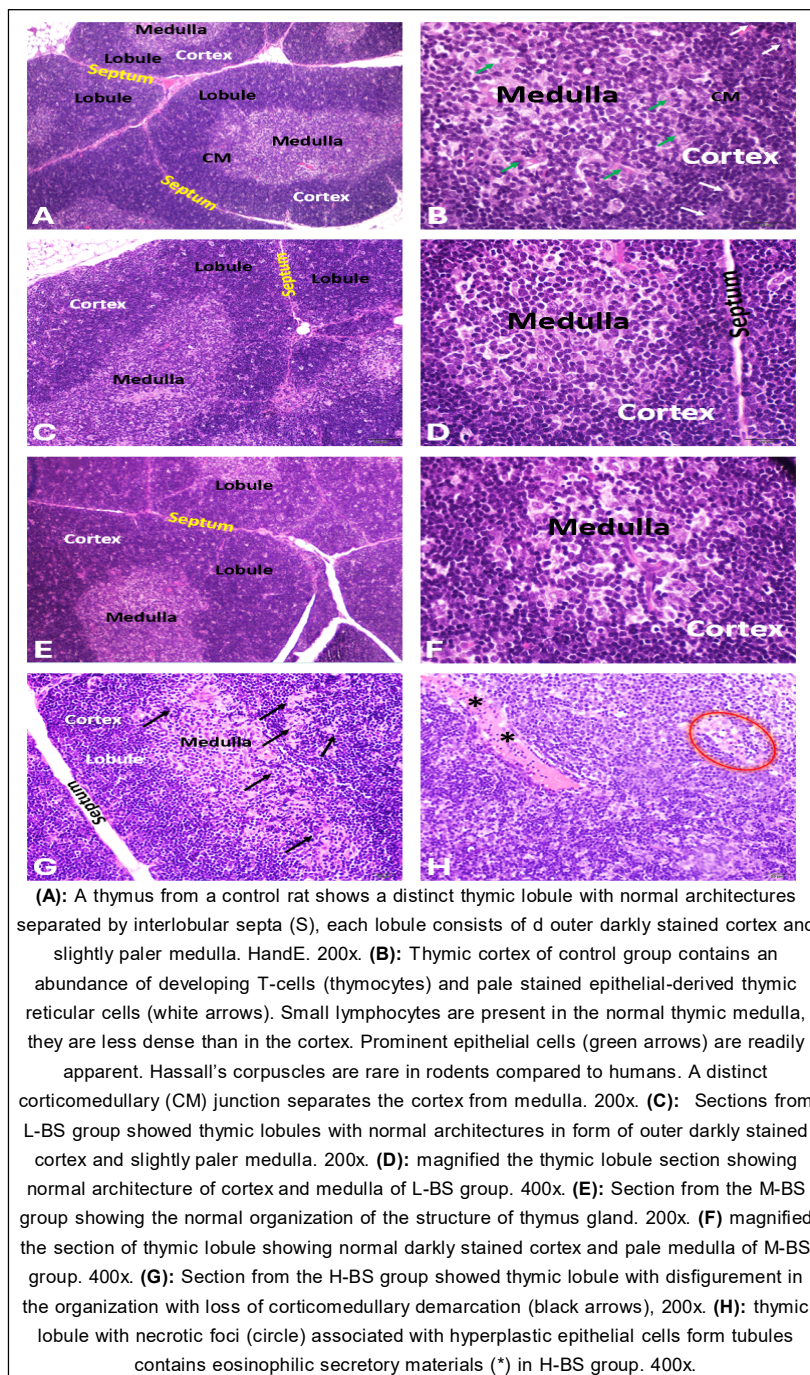 Medulla
Lobule
Cortex
Septum
Lobule
Lobule
Medulla
CM
Septum
Cortex
A
Medulla
CM
Cortex
B
Lobule
Septum
Lobule
Cortex
Medulla
C
Medulla
Septum
Cortex
D
Lobule
Septum
Cortex
Lobule
Medulla
E
Medulla
Cortex
F
Cortex
Medulla
Lobule
Septum
G
*
*
H
(A): A thymus from a control rat shows a distinct thymic lobule with normal architectures
separated by interlobular septa (S), each lobule consists of d outer darkly stained cortex and
slightly paler medulla. HandE. 200x. (B): Thymic cortex of control group contains an
abundance of developing T-cells (thymocytes) and pale stained epithelial-derived thymic
reticular cells (white arrows). Small lymphocytes are present in the normal thymic medulla,
they are less dense than in the cortex. Prominent epithelial cells (green arrows) are readily
apparent. Hassall's corpuscles are rare in rodents compared to humans. A distinct
corticomedullary (CM) junction separates the cortex from medulla. 200x. (C): Sections from
L-BS group showed thymic lobules with normal architectures in form of outer darkly stained
cortex and slightly paler medulla. 200x. (D): magnified the thymic lobule section showing
normal architecture of cortex and medulla of L-BS group. 400x. (E): Section from the M-BS
group showing the normal organization of the structure of thymus gland. 200x. (F) magnified
the section of thymic lobule showing normal darkly stained cortex and pale medulla of M-BS
group. 400x. (G): Section from the H-BS group showed thymic lobule with disfigurement in
the organization with loss of corticomedullary demarcation (black arrows), 200x. (H): thymic
lobule with necrotic foci (circle) associated with hyperplastic epithelial cells form tubules
contains eosinophilic secretory materials (*) in H-BS group. 400x.